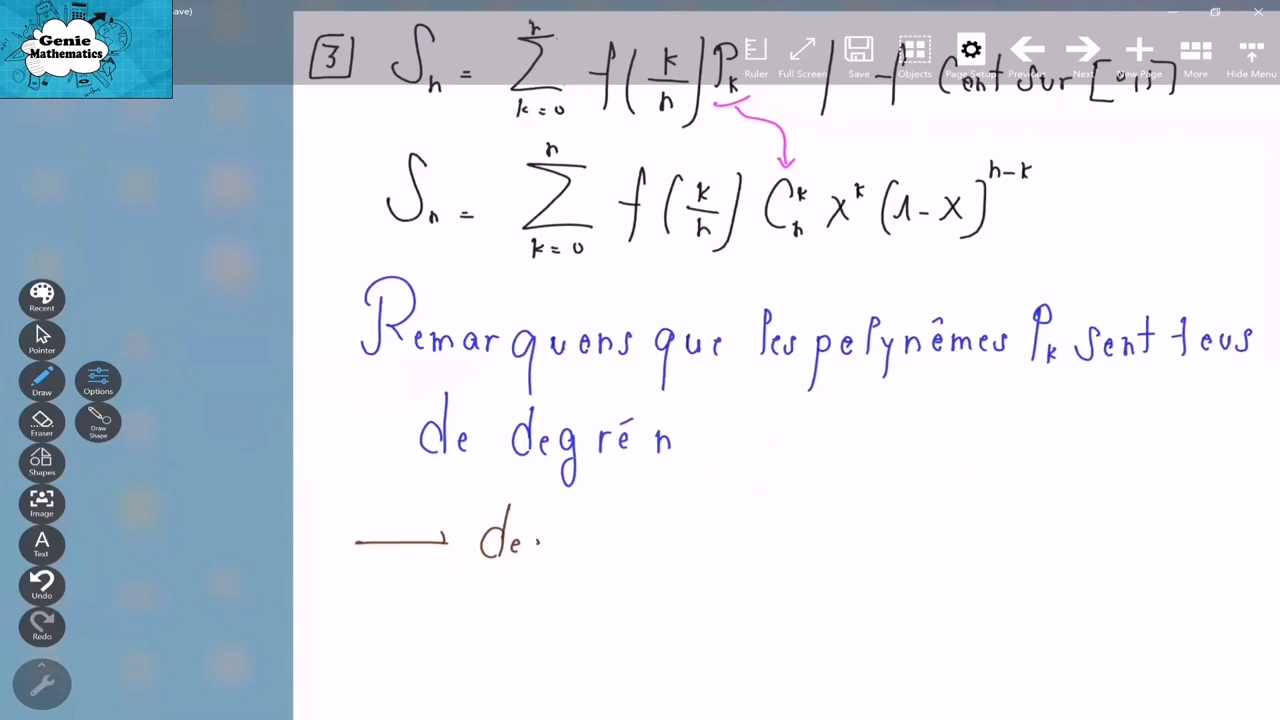 Genie
Mathematics
ave)
Ruler
Full Screen
Save
Objects
Page Setup
Previous
Next
New Page
More
Hide Menu
3 Sₙ = ∑_{k=0}^{n} f(k/n) Pₖ / f cont sur [0,1]
Sₙ = ∑_{k=0}^{n} f(k/n) Cₙᵏ xᵏ (1-x)ⁿ⁻ᵏ
Remarquons que les polynômes Pₖ sont tous
de degré n
de
Recent
Pointer
Draw
Options
Eraser
Draw
Shape
Shapes
Image
Text
Undo
Redo